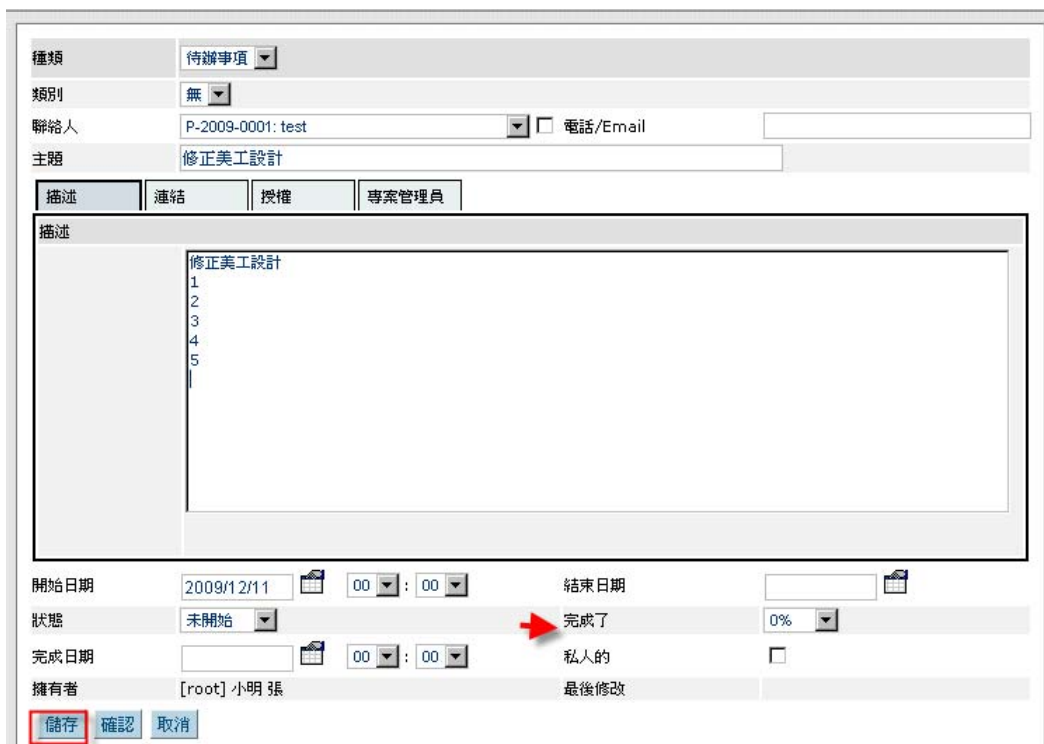 種類 待辦事項
類別 無
聯絡人 P-2009-0001: test 電話/Email
主題 修正美工設計
描述 連結 授權 專案管理員
描述
修正美工設計
1
2
3
4
5
開始日期 2009/12/11 00 : 00 結束日期
狀態 未開始 完成了 0%
完成日期 00 : 00 私人的
擁有者 [root] 小明 張 最後修改
儲存 確認 取消